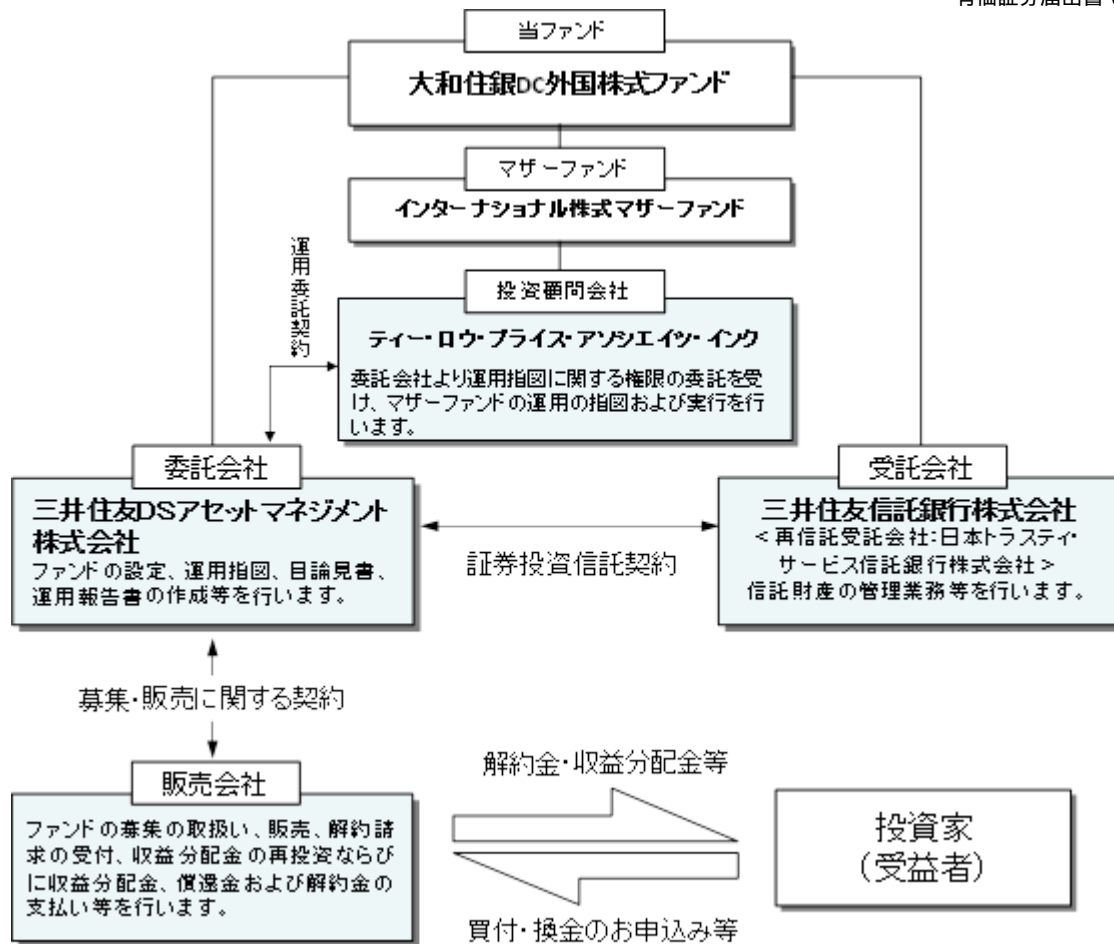 当ファンド
大和住銀DC外国株式ファンド
マザーファンド
インターナショナル株式マザーファンド
運用委託契約
投資顧問会社
ティー・ロウ・プライス・アソシエイツ・インク
委託会社より運用指図に関する権限の委託を受
け、マザーファンドの運用の指図および実行を行
います。
委託会社
三井住友DSアセットマネジメント
株式会社
ファンドの設定、運用指図、目論見書、
運用報告書の作成等を行います。
証券投資信託契約
受託会社
三井住友信託銀行株式会社
<再信託受託会社:日本トラスティ・
サービス信託銀行株式会社>
信託財産の管理業務等を行います。
募集・販売に関する契約
販売会社
ファンドの募集の取扱い、販売、解約請
求の受付、収益分配金の再投資ならび
に収益分配金、償還金および解約金の
支払い等を行います。
解約金・収益分配金等
買付・換金のお申込み等
投資家
(受益者)